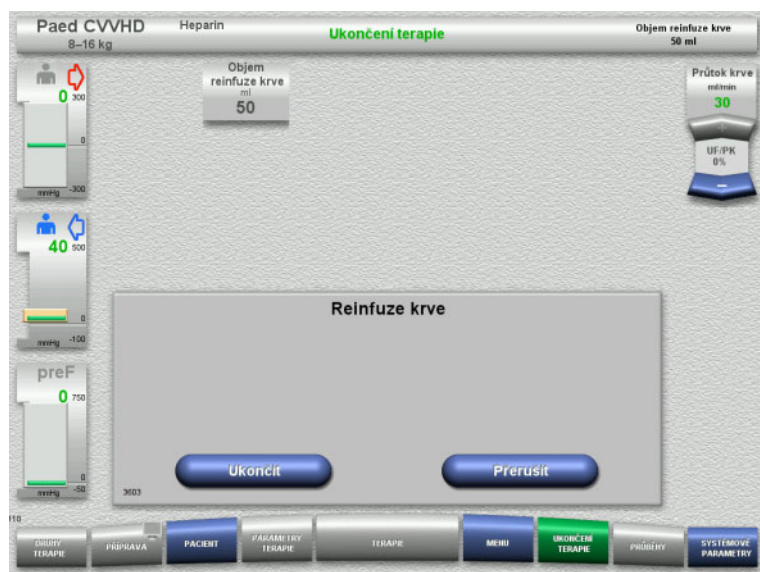 Paed CVVHD
8–16 kg
Heparin
Ukončení terapie
Objem reinfuze krve
50 ml
0
300
0
mmHg
-300
Objem
reinfuze krve
ml
50
Průtok krve
ml/min
30
+
UF/PK
0%
–
40
500
0
mmHg
-100
preF
0
750
0
mmHg
-50
Reinfuze krve
Ukončit
Přerušit
3603
DRUHY
TERAPIE
PŘÍPRAVA
PACIENT
PARAMETRY
TERAPIE
TERAPIE
MENU
UKONČENÍ
TERAPIE
PRŮBĚHY
SYSTÉMOVÉ
PARAMETRY